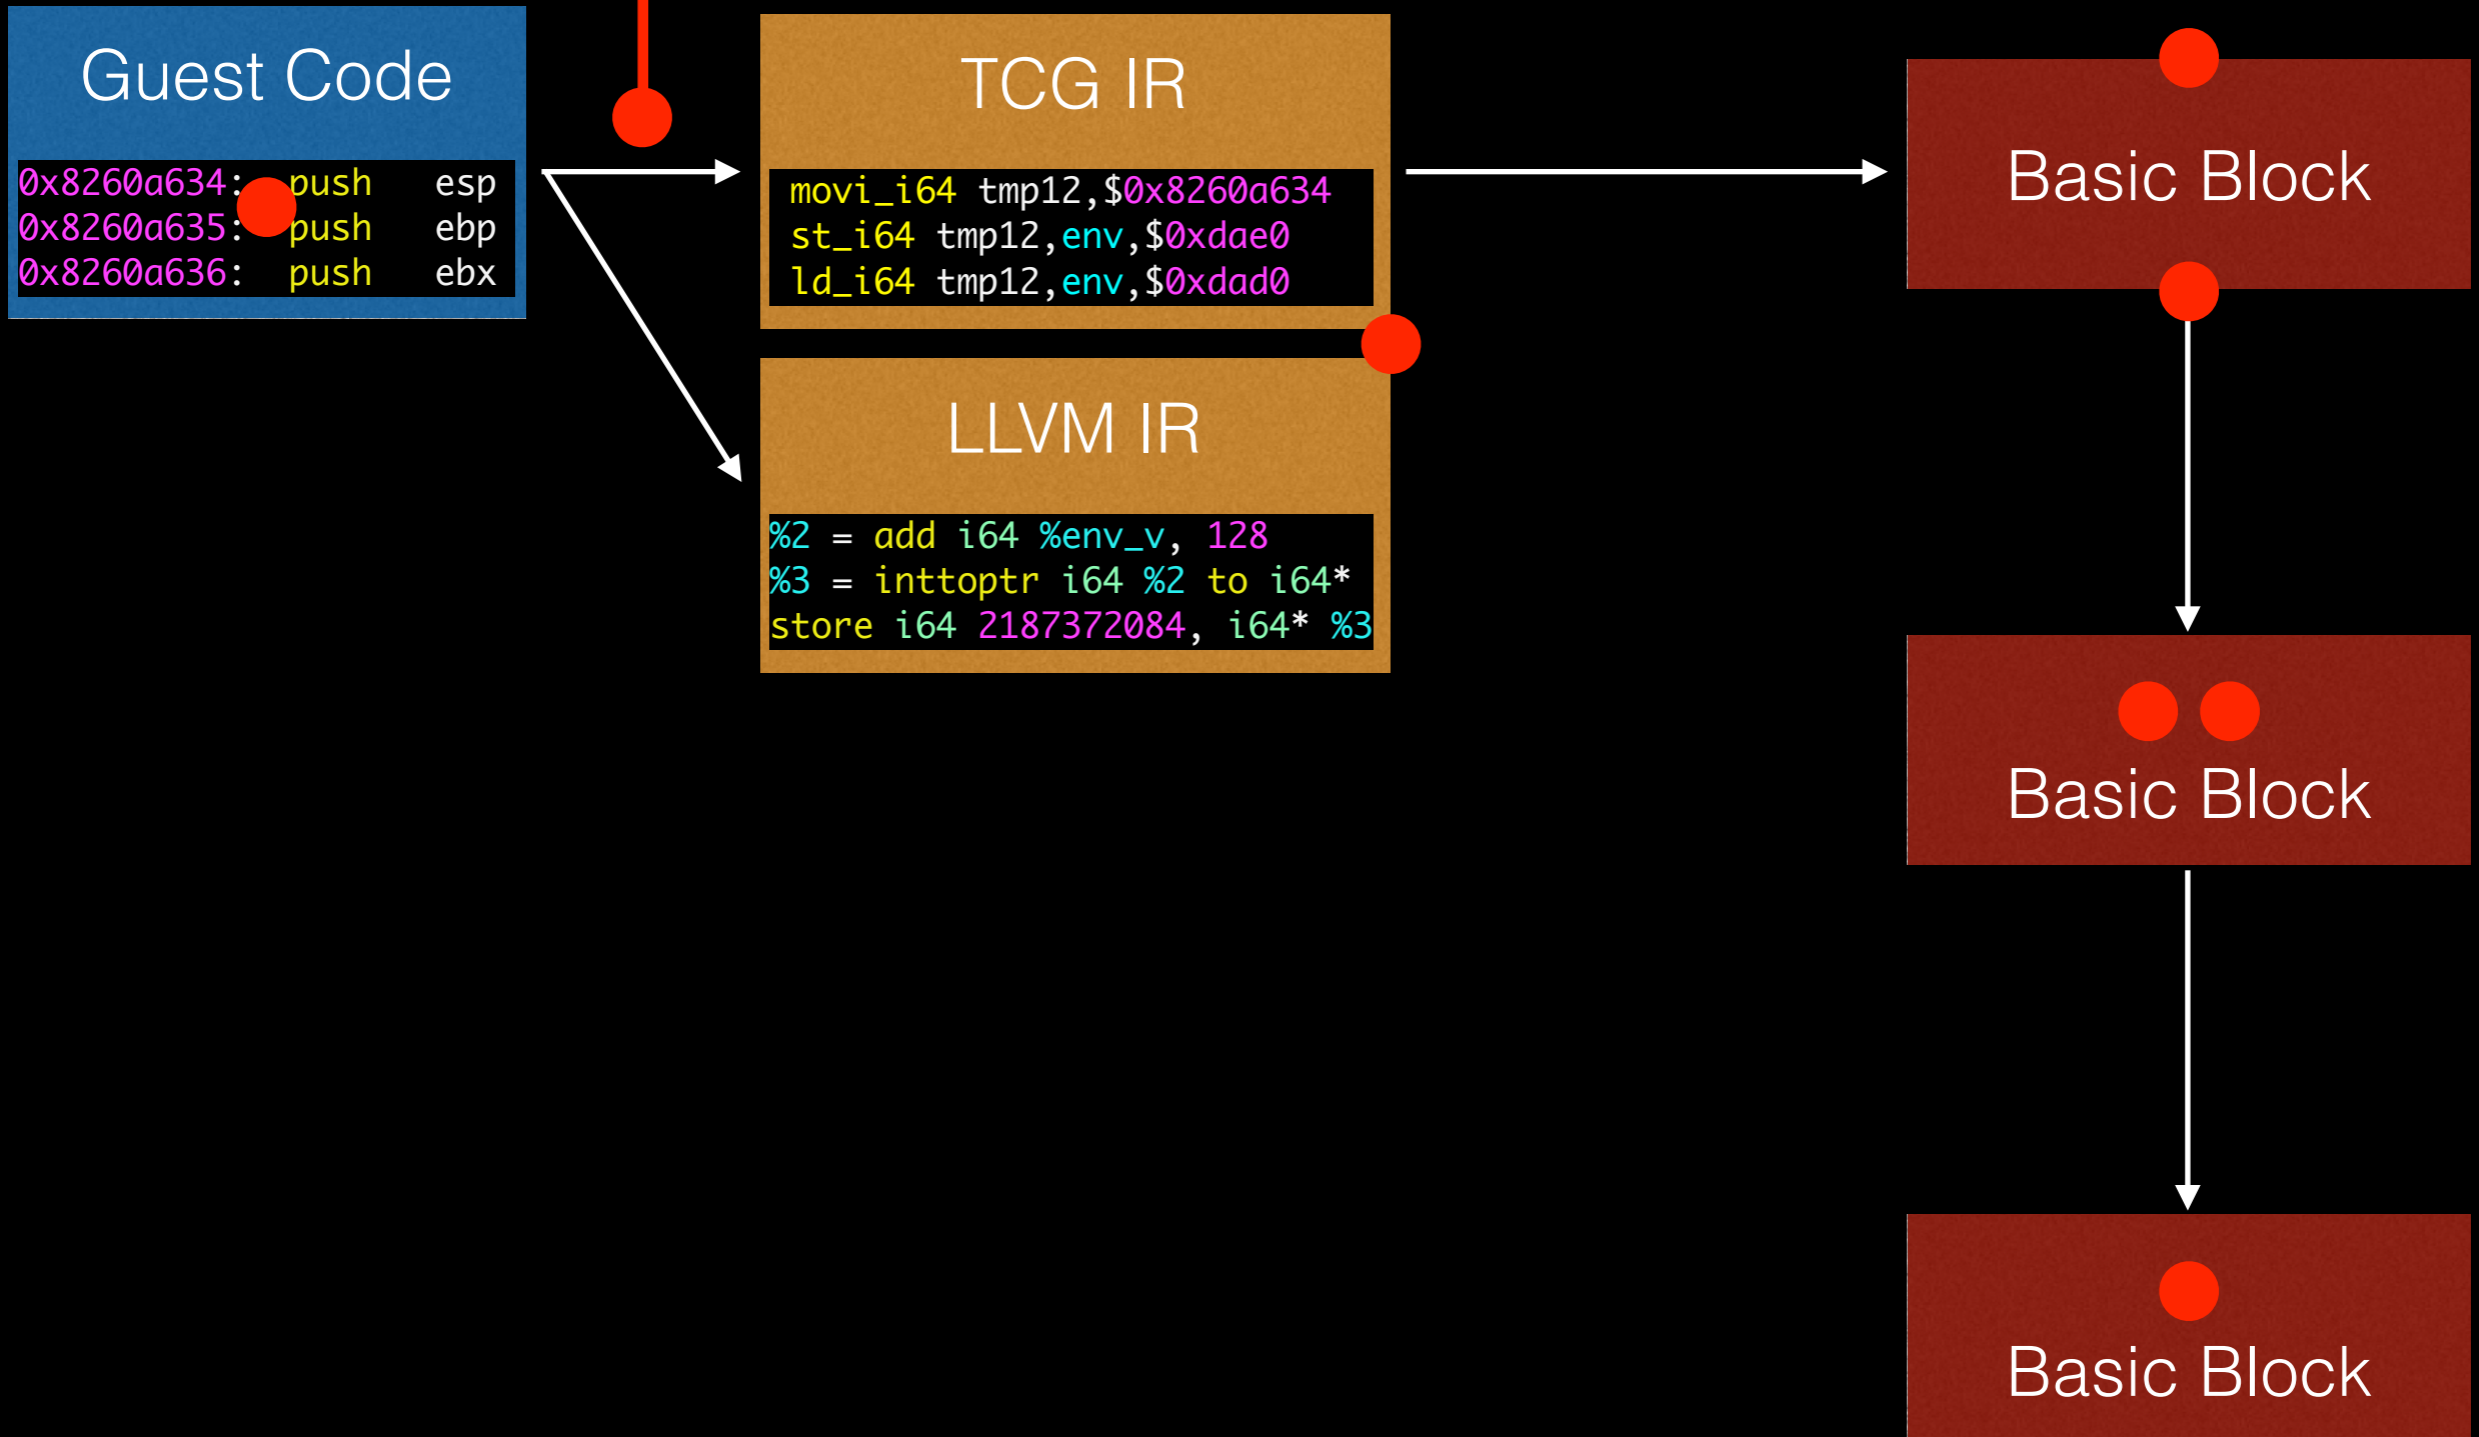 Guest Code
0x8260a634: push esp
0x8260a635: push ebp
0x8260a636: push ebx
TCG IR
movi_i64 tmp12,$0x8260a634
st_i64 tmp12,env,$0xdae0
ld_i64 tmp12,env,$0xdad0
LLVM IR
%2 = add i64 %env_v, 128
%3 = inttoptr i64 %2 to i64*
store i64 2187372084, i64* %3
Basic Block
Basic Block
Basic Block